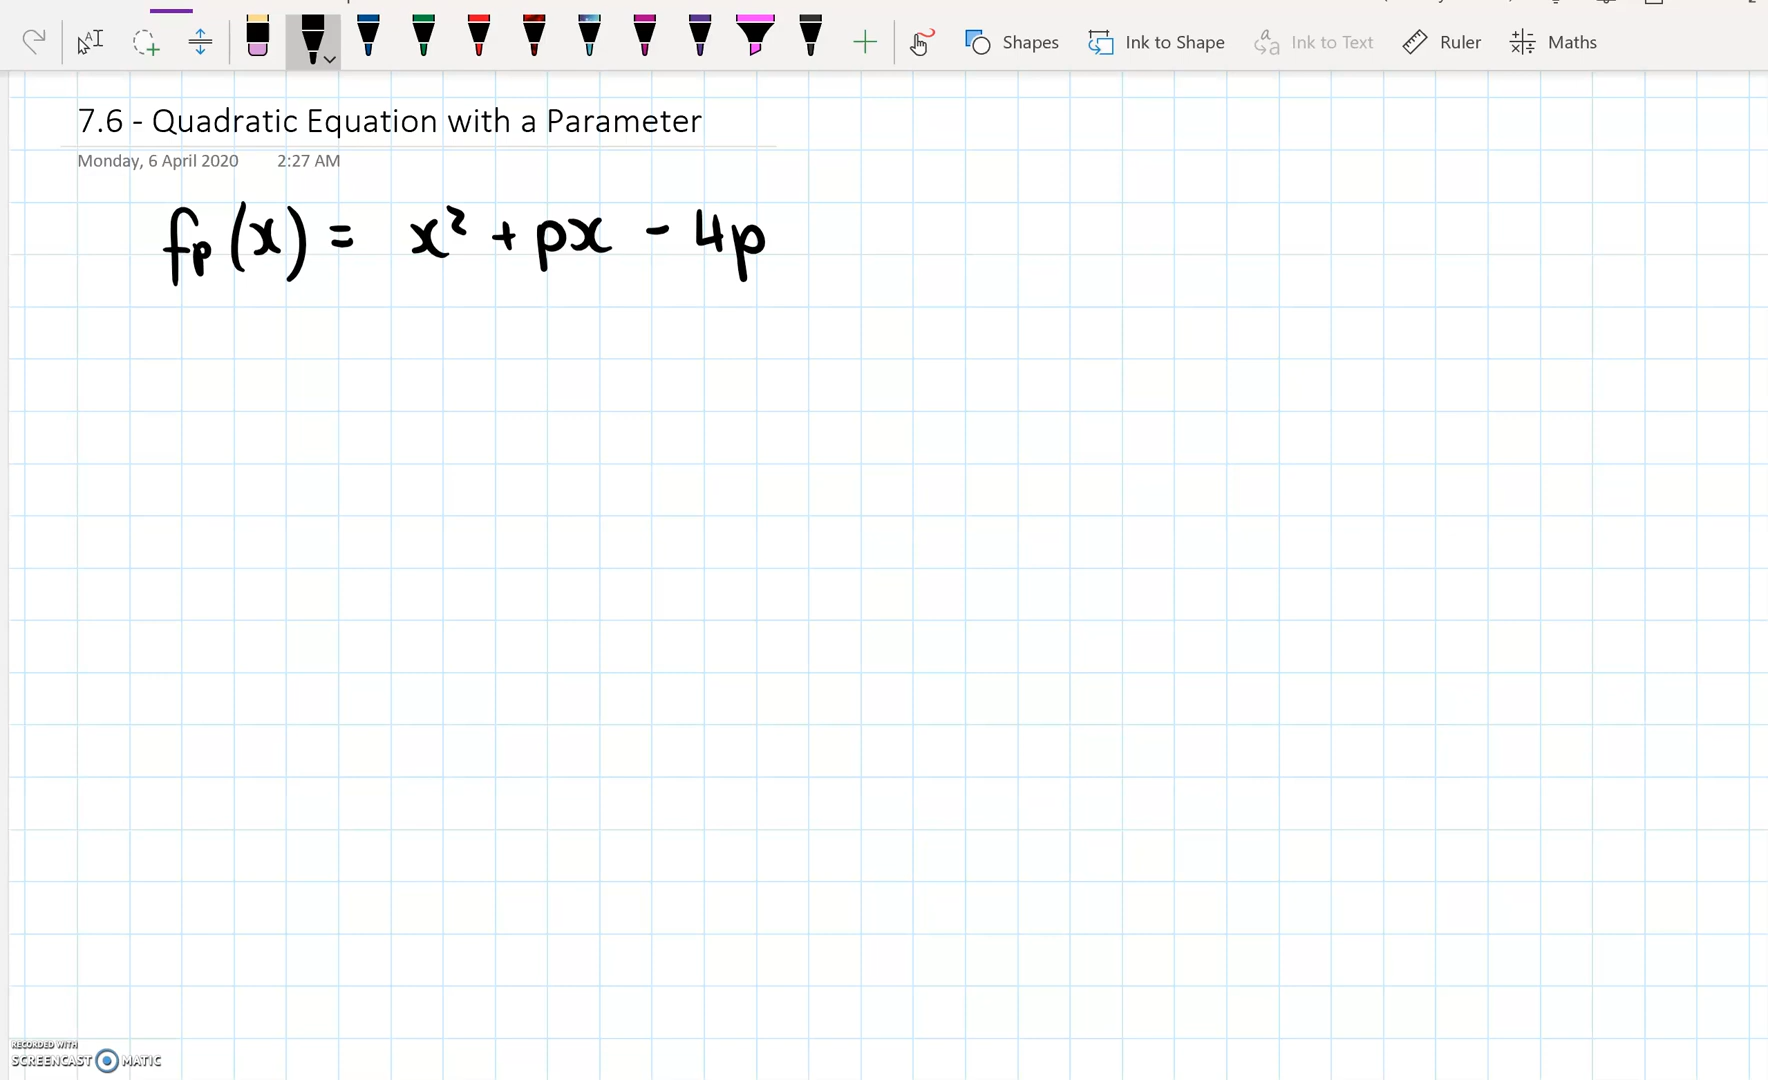 Shapes Ink to Shape Ink to Text Ruler Maths
7.6 - Quadratic Equation with a Parameter
Monday, 6 April 2020 2:27 AM
fₚ(x) = x² + px - 4p
RECORDED WITH
SCREENCAST MATIC